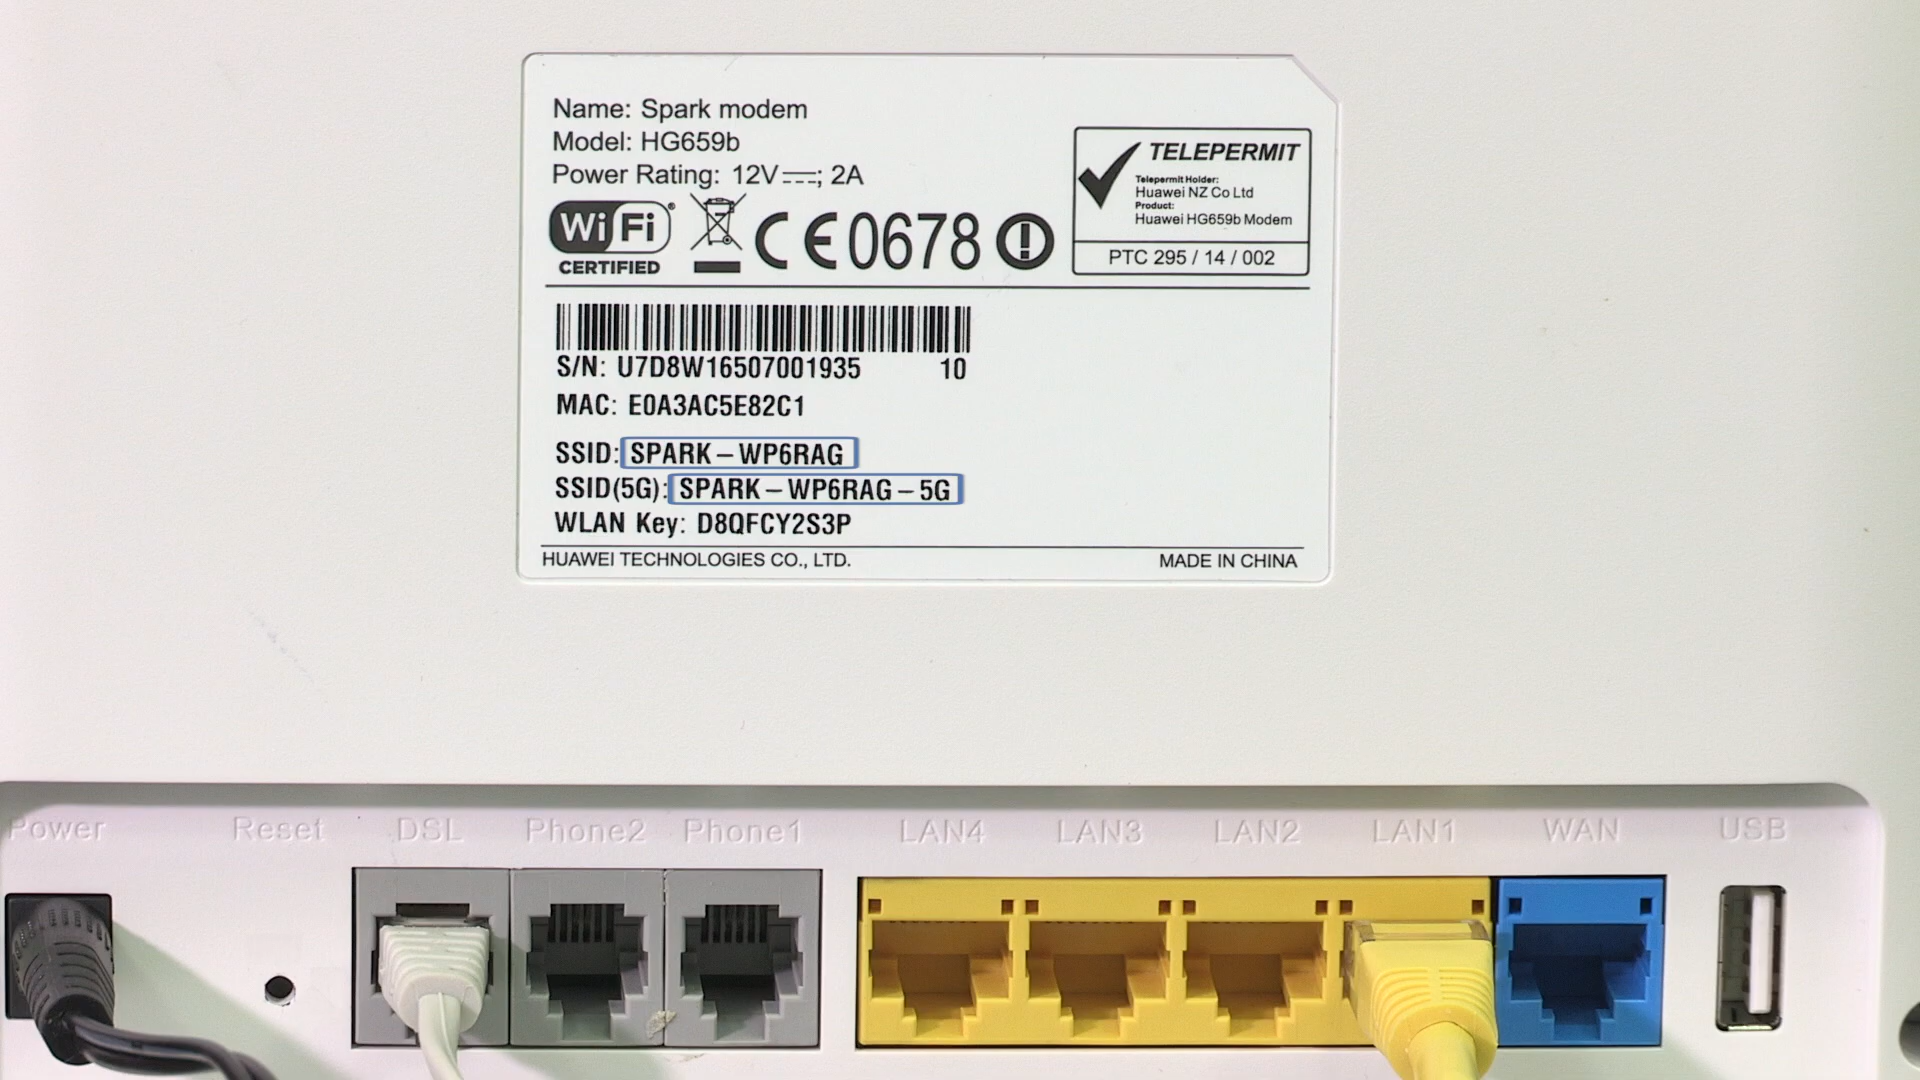 Name: Spark modem
Model: HG659b
Power Rating: 12V⎓; 2A
Wi Fi®
CERTIFIED
CE0678
TELEPERMIT
Telepermit Holder:
Huawei NZ Co Ltd
Product:
Huawei HG659b Modem
PTC 295 / 14 / 002
S/N: U7D8W16507001935 10
MAC: E0A3AC5E82C1
SSID: SPARK–WP6RAG
SSID(5G): SPARK–WP6RAG–5G
WLAN Key: D8QFCY2S3P
HUAWEI TECHNOLOGIES CO., LTD. MADE IN CHINA
Power Reset DSL Phone2 Phone1 LAN4 LAN3 LAN2 LAN1 WAN USB